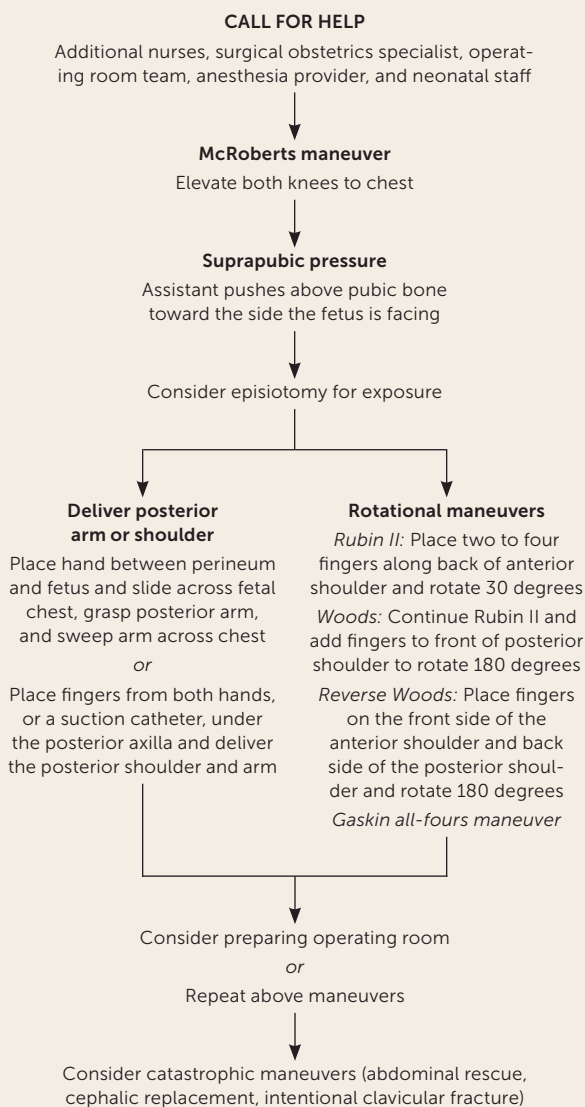 CALL FOR HELP
Additional nurses, surgical obstetrics specialist, operat-
ing room team, anesthesia provider, and neonatal staff
McRoberts maneuver
Elevate both knees to chest
Suprapubic pressure
Assistant pushes above pubic bone
toward the side the fetus is facing
Consider episiotomy for exposure
Deliver posterior
arm or shoulder
Place hand between perineum
and fetus and slide across fetal
chest, grasp posterior arm,
and sweep arm across chest
or
Place fingers from both hands,
or a suction catheter, under
the posterior axilla and deliver
the posterior shoulder and arm
Rotational maneuvers
Rubin II: Place two to four
fingers along back of anterior
shoulder and rotate 30 degrees
Woods: Continue Rubin II and
add fingers to front of posterior
shoulder to rotate 180 degrees
Reverse Woods: Place fingers
on the front side of the
anterior shoulder and back
side of the posterior shoul-
der and rotate 180 degrees
Gaskin all-fours maneuver
Consider preparing operating room
or
Repeat above maneuvers
Consider catastrophic maneuvers (abdominal rescue,
cephalic replacement, intentional clavicular fracture)